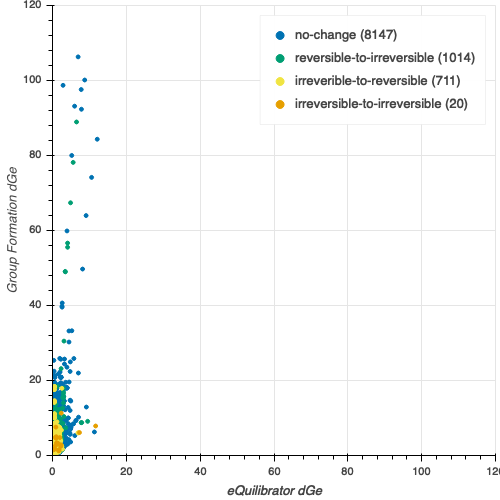 120
100
80
60
40
20
0
Group Formation dGe
no-change (8147)
reversible-to-irreversible (1014)
irreverible-to-reversible (711)
irreversible-to-irreversible (20)
0 20 40 60 80 100 120
eQuilibrator dGe